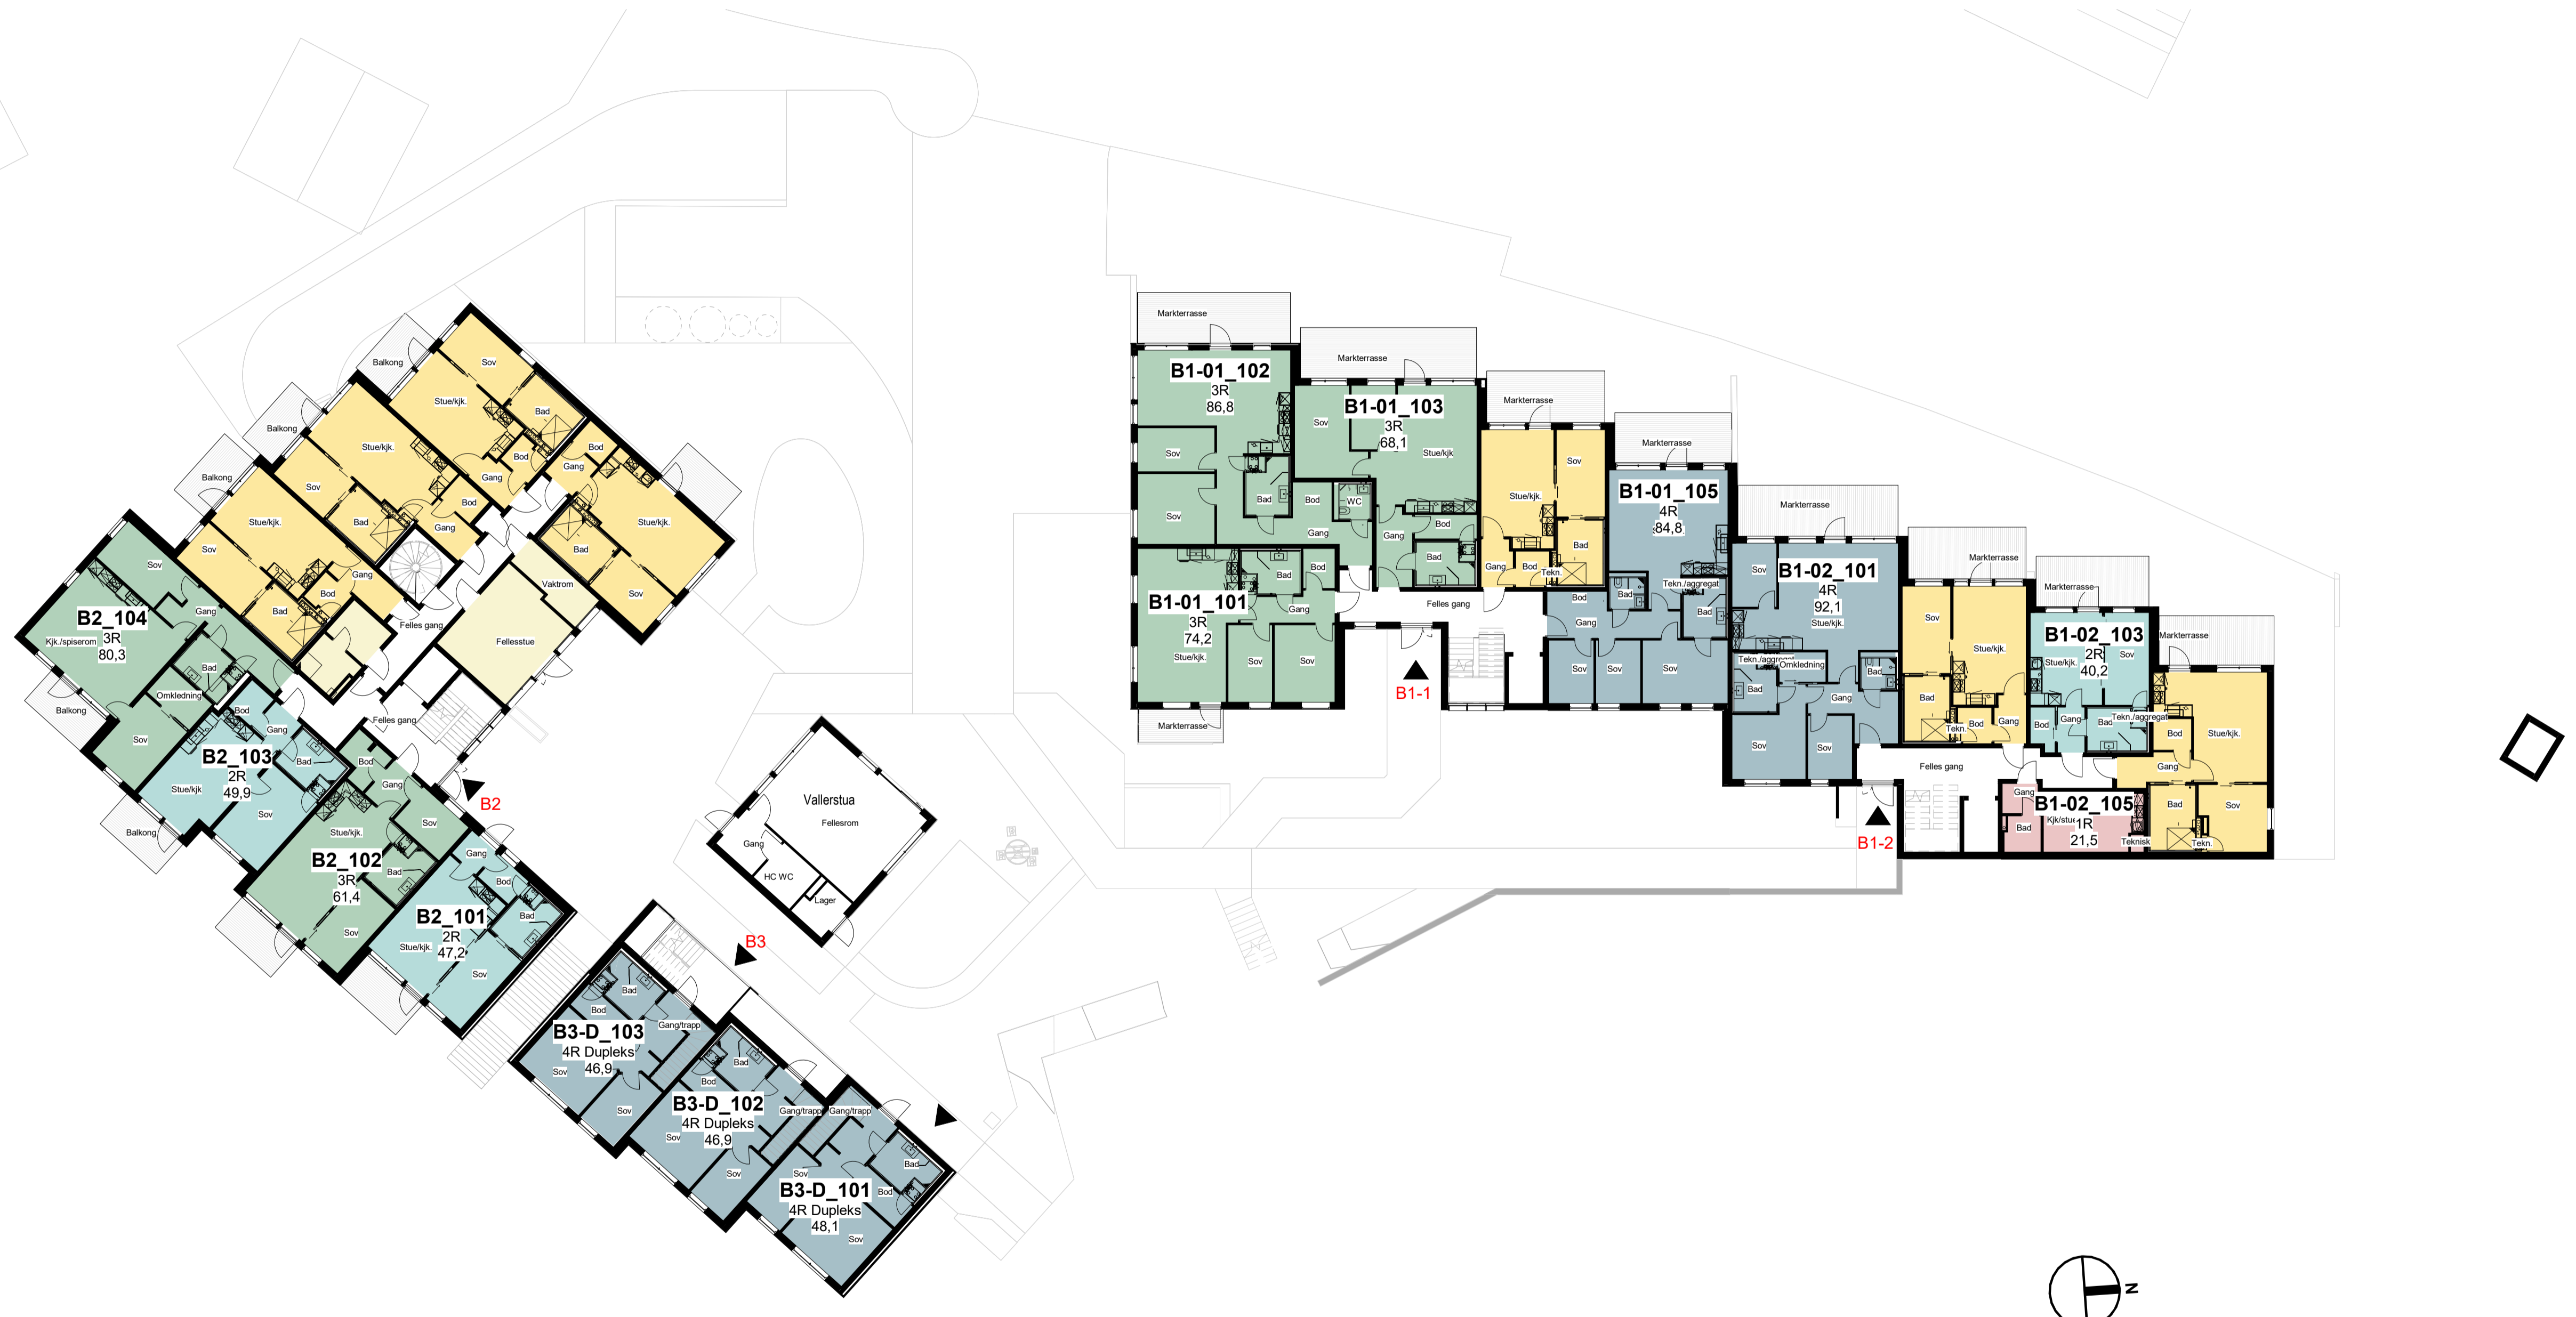 Balkong
Sov
Stue/kjk.
Bad
Bod
Gang
Balkong
Stue/kjk.
Sov
Bad
Bod
Gang
Balkong
Stue/kjk.
Sov
Bad
Bod
Gang
Bod
Gang
Stue/kjk.
Bad
Sov
Vaktrom
Fellesstue
Felles gang
Felles gang
B2_104
3R
80,3
Kjk./spiserom
Sov
Gang
Bad
Omkledning
Sov
Balkong
B2_103
2R
49,9
Bod
Gang
Bad
Stue/kjk
Sov
Balkong
B2_102
3R
61,4
Bod
Gang
Stue/kjk.
Sov
Bad
Sov
B2
B2_101
2R
47,2
Gang
Bod
Bad
Stue/kjk.
Sov
Vallerstua
Fellesrom
Gang
HC WC
Lager
B3
B3-D_103
4R Dupleks
46,9
Bad
Bod
Gang/trapp
Sov
Sov
B3-D_102
4R Dupleks
46,9
Bad
Bod
Gang/trapp
Sov
Sov
B3-D_101
4R Dupleks
48,1
Gang/trapp
Bad
Bod
Sov
Sov
Markterrasse
B1-01_102
3R
86,8
Sov
Sov
Bad
Bod
WC
Gang
Markterrasse
B1-01_103
3R
68,1
Sov
Stue/kjk
Gang
Bod
Bad
B1-01_101
3R
74,2
Stue/kjk.
Bad
Bod
Gang
Sov
Sov
Markterrasse
Felles gang
B1-1
Markterrasse
Sov
Stue/kjk.
Bad
Gang
Bod
Tekn.
Markterrasse
B1-01_105
4R
84,8
Tekn./aggregat
Bod
Bad
Bad
Gang
Sov
Sov
Sov
Markterrasse
B1-02_101
4R
92,1
Stue/kjk.
Sov
Tekn./aggregat
Omkledning
Bad
Bad
Gang
Sov
Sov
Markterrasse
Sov
Stue/kjk.
Bad
Tekn.
Bod
Gang
Felles gang
B1-2
Markterrasse
B1-02_103
2R
40,2
Stue/kjk.
Sov
Bod
Gang
Bad
Tekn./aggregat
Markterrasse
Stue/kjk.
Bod
Gang
Bad
Sov
Tekn.
B1-02_105
1R
21,5
Gang
Bad
Kjk/stue
Teknisk
N